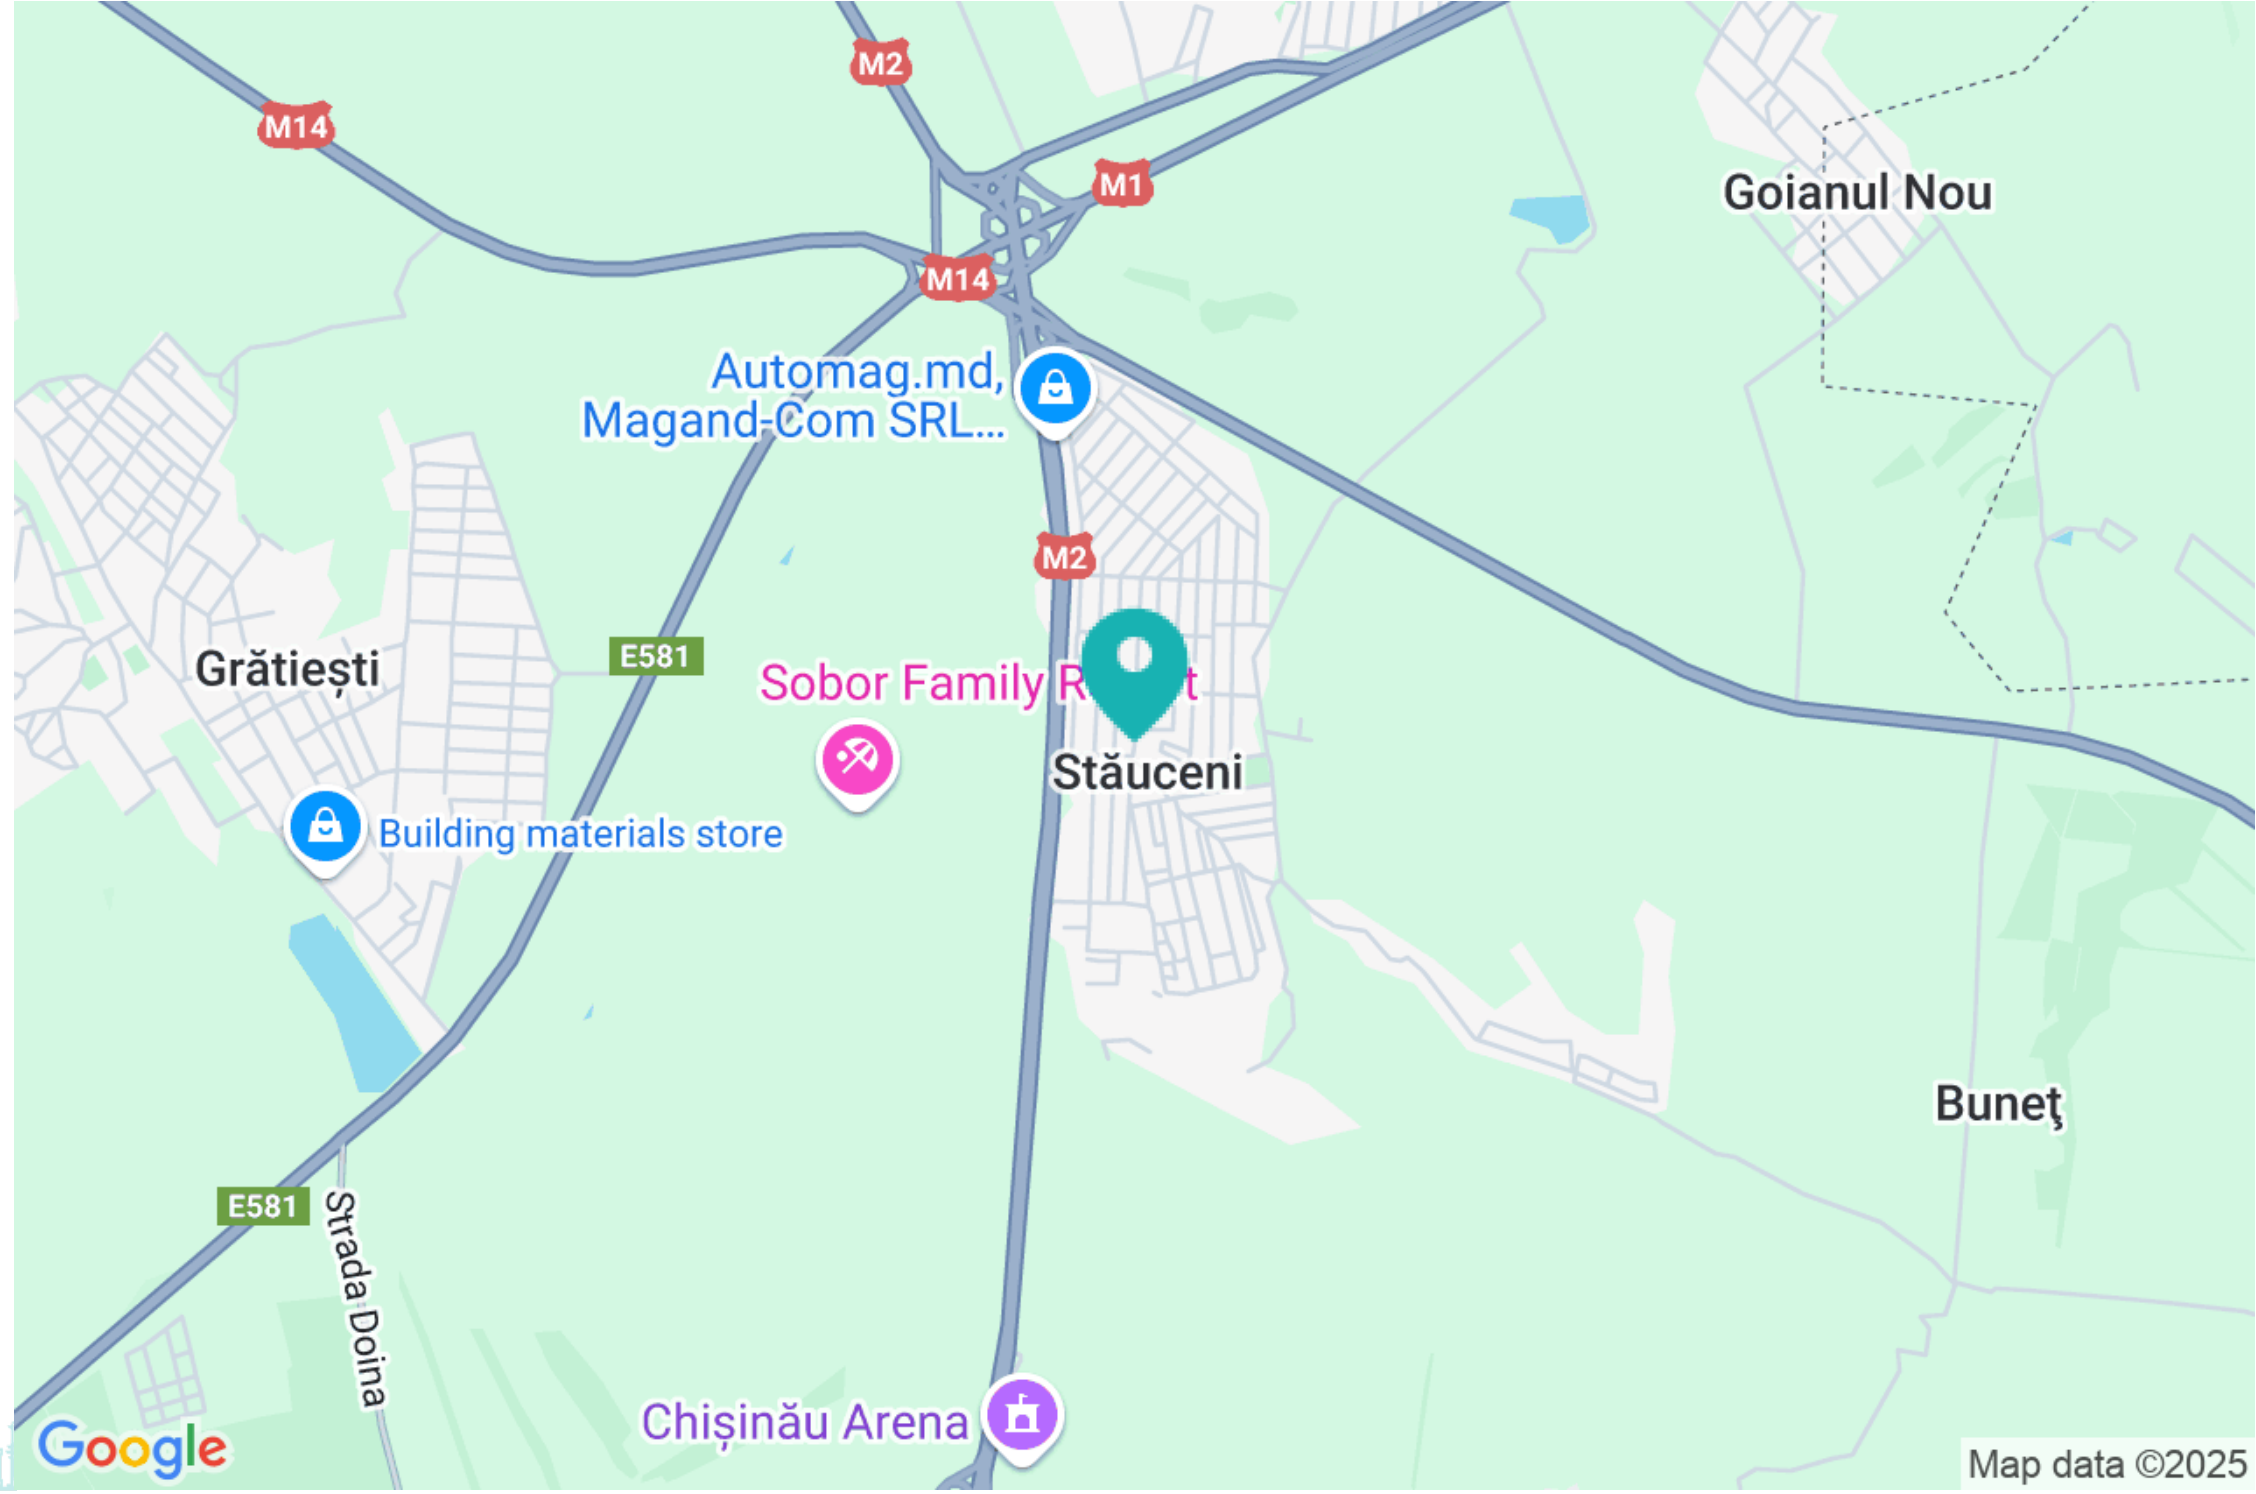 M2
M14
M1
Goianul Nou
M14
Automag.md,
Magand-Com SRL...
M2
E581
Grătiești
Sobor Family
Stăuceni
Building materials store
Buneţ
E581
Strada Doina
Chișinău Arena
Google
Map data ©2025